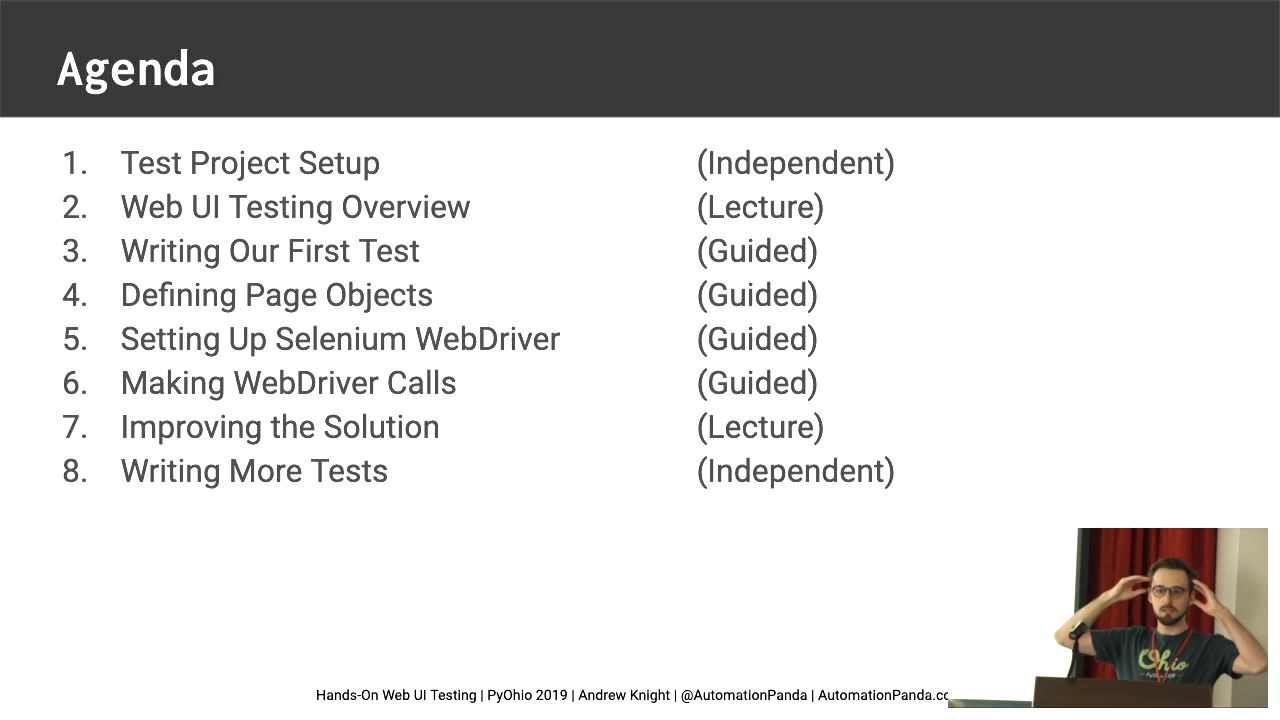 Agenda
1. Test Project Setup (Independent)
2. Web UI Testing Overview (Lecture)
3. Writing Our First Test (Guided)
4. Defining Page Objects (Guided)
5. Setting Up Selenium WebDriver (Guided)
6. Making WebDriver Calls (Guided)
7. Improving the Solution (Lecture)
8. Writing More Tests (Independent)
Hands-On Web UI Testing | PyOhio 2019 | Andrew Knight | @AutomationPanda | AutomationPanda.co
Ohio